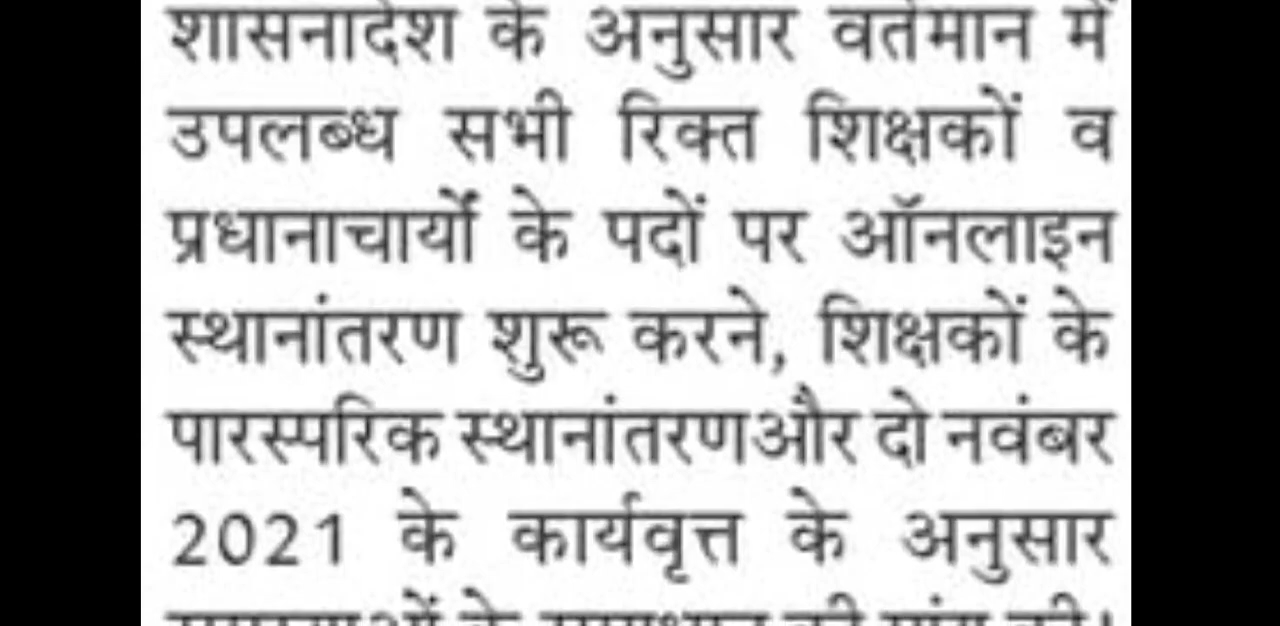 शासनादेश के अनुसार वर्तमान में
उपलब्ध सभी रिक्त शिक्षकों व
प्रधानाचार्यों के पदों पर ऑनलाइन
स्थानांतरण शुरू करने, शिक्षकों के
पारस्परिक स्थानांतरणऔर दो नवंबर
2021 के कार्यवृत्त के अनुसार
के की मांग की।